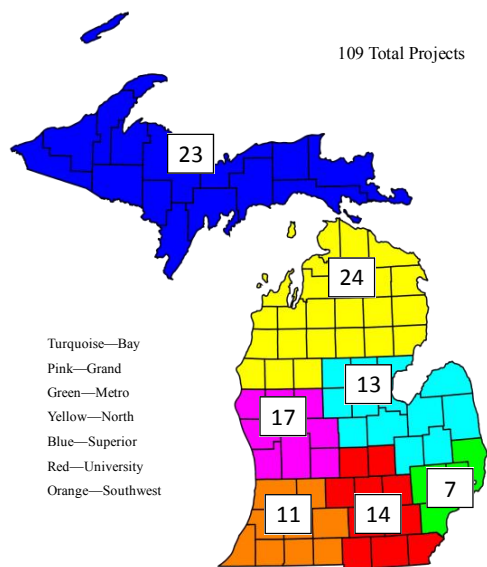 109 Total Projects
23
24
Turquoise—Bay
Pink—Grand
Green—Metro
Yellow—North
Blue—Superior
Red—University
Orange—Southwest
13
17
7
11
14